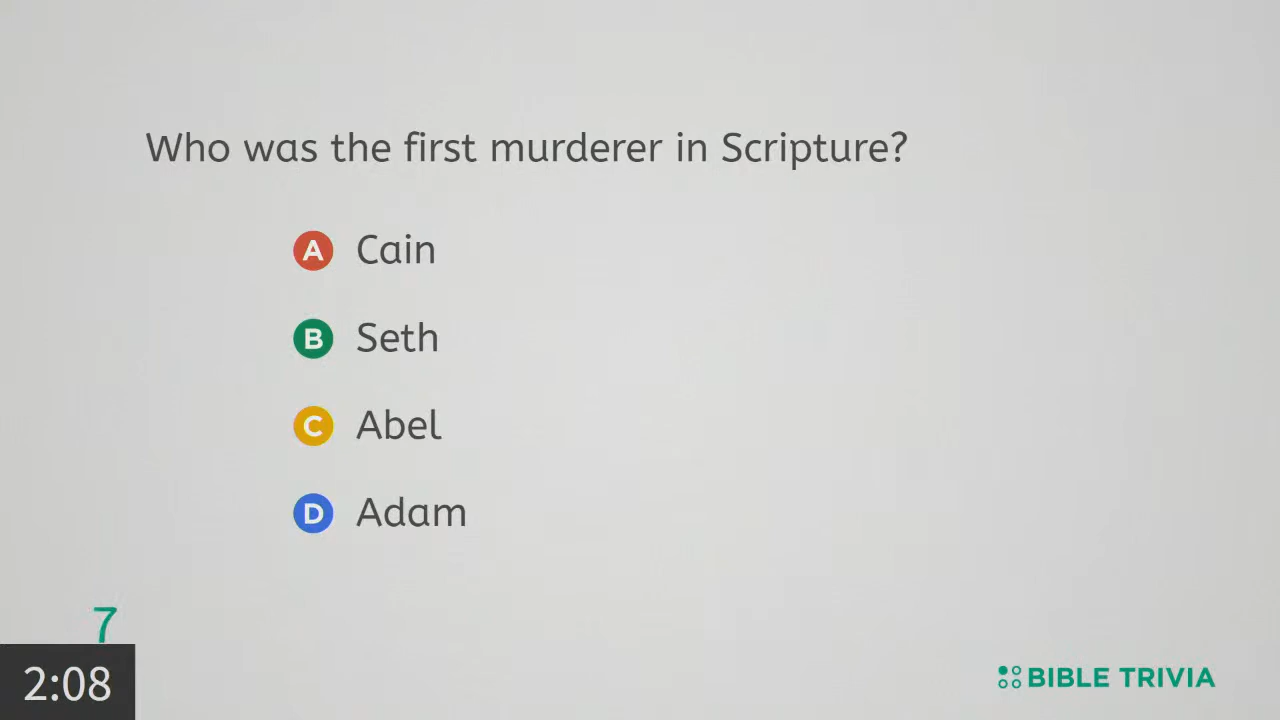 Who was the first murderer in Scripture?
A Cain
B Seth
C Abel
D Adam
7
2:08
BIBLE TRIVIA